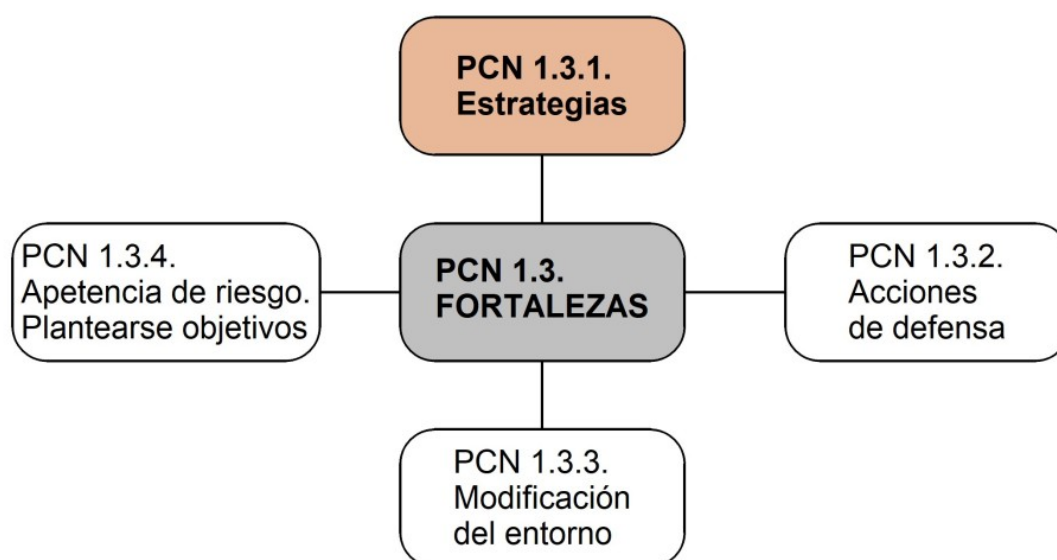 PCN 1.3.1.
Estrategias
PCN 1.3.4.
Apetencia de riesgo.
Plantearse objetivos
PCN 1.3.
FORTALEZAS
PCN 1.3.2.
Acciones
de defensa
PCN 1.3.3.
Modificación
del entorno